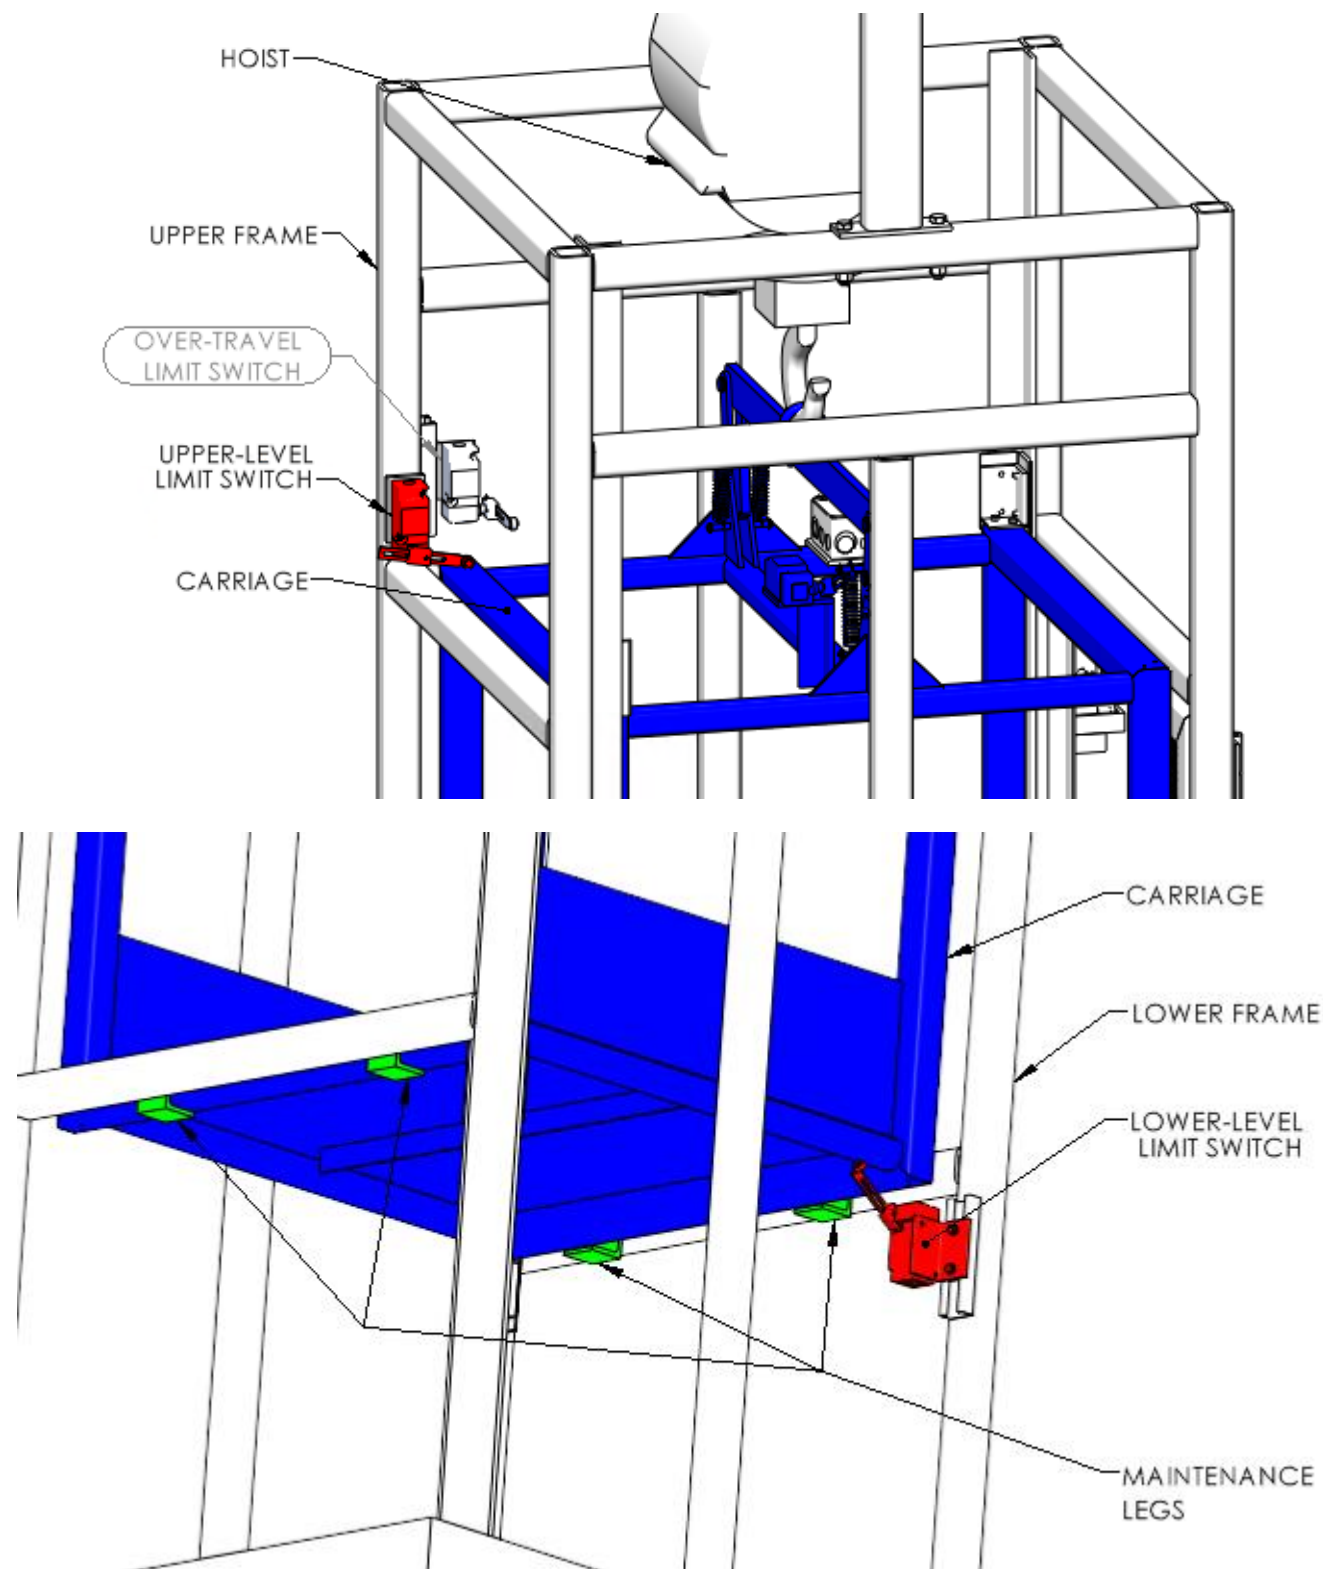 HOIST
UPPER FRAME
OVER-TRAVEL
LIMIT SWITCH
UPPER-LEVEL
LIMIT SWITCH
CARRIAGE
CARRIAGE
LOWER FRAME
LOWER-LEVEL
LIMIT SWITCH
MAINTENANCE
LEGS